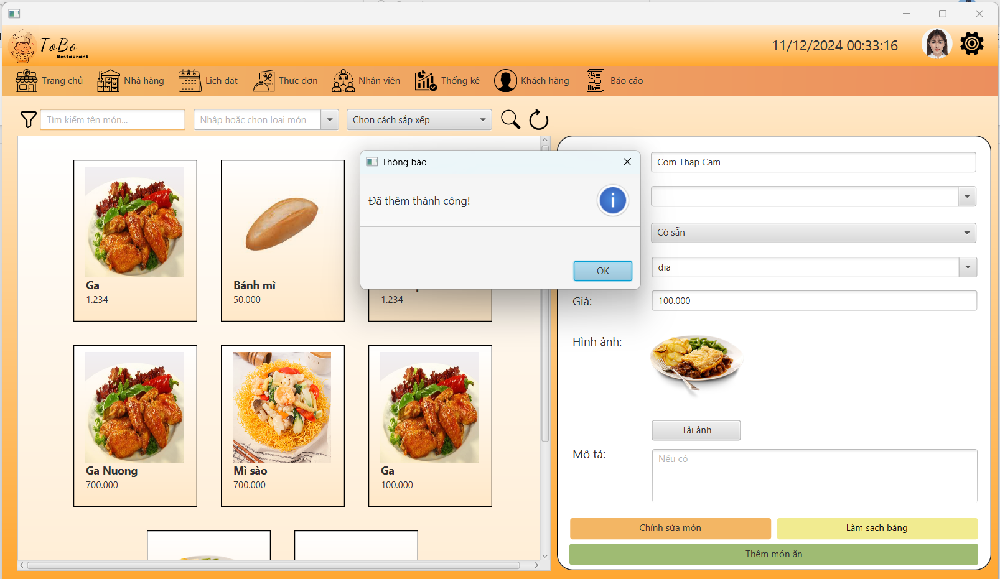 ToBo
Restaurant
11/12/2024 00:33:16
Trang chủ
Nhà hàng
Lịch đặt
Thực đơn
Nhân viên
Thống kê
Khách hàng
Báo cáo
Tìm kiếm tên món...
Nhập hoặc chọn loại món
Chọn cách sắp xếp
Thông báo
Đã thêm thành công!
OK
Ga
1.234
Bánh mì
50.000
1.234
Ga Nuong
700.000
Mì sào
700.000
Ga
100.000
Com Thap Cam
Có sẵn
dia
Giá:
100.000
Hình ảnh:
Tải ảnh
Mô tả:
Nếu có
Chỉnh sửa món
Làm sạch bảng
Thêm món ăn